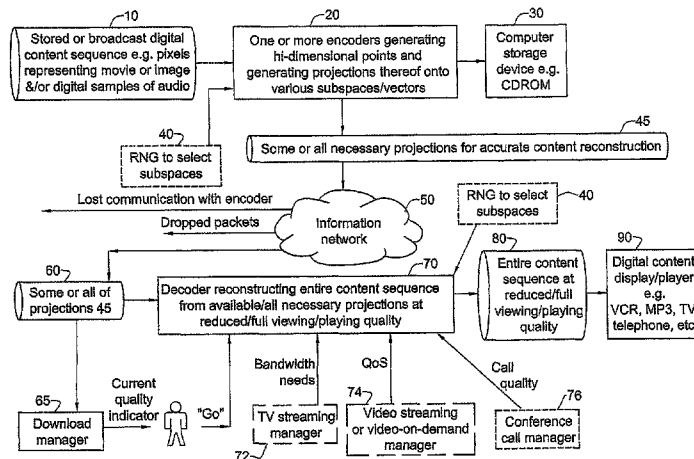 10
Stored or broadcast digital
content sequence e.g. pixels
representing movie or image
&/or digital samples of audio
20
One or more encoders generating
hi-dimensional points and
generating projections thereof onto
various subspaces/vectors
30
Computer
storage
device e.g.
CDROM
40
RNG to select
subspaces
45
Some or all necessary projections for accurate content reconstruction
Lost communication with encoder
Dropped packets
50
Information
network
RNG to select
subspaces
40
60
Some or all of
projections 45
70
Decoder reconstructing entire content sequence
from available/all necessary projections at
reduced/full viewing/playing quality
80
Entire content
sequence at
reduced/full
viewing/playing
quality
90
Digital content
display/player
e.g.
VCR, MP3, TV,
telephone, etc.
65
Download
manager
Current
quality
indicator
"Go"
Bandwidth
needs
TV streaming
manager
72
QoS
74
Video streaming
or video-on-demand
manager
Call
quality
76
Conference
call manager